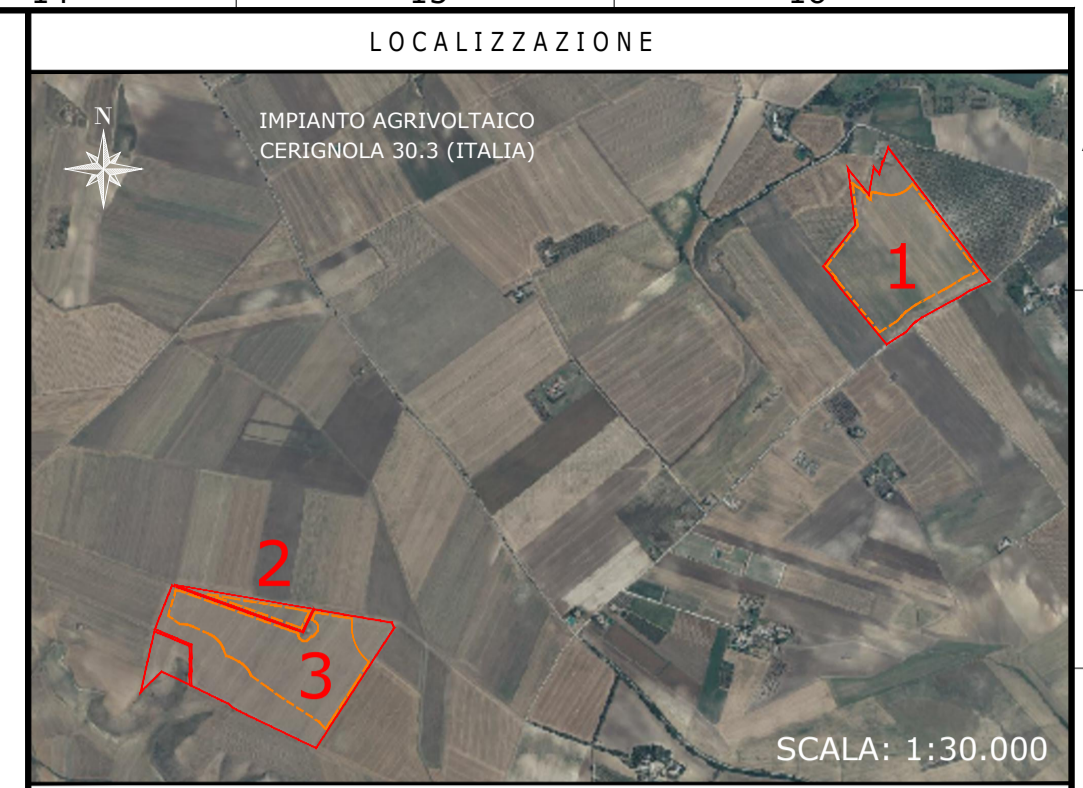 LOCALIZZAZIONE
N
IMPIANTO AGRIVOLTAICO
CERIGNOLA 30.3 (ITALIA)
1
2
3
SCALA: 1:30.000